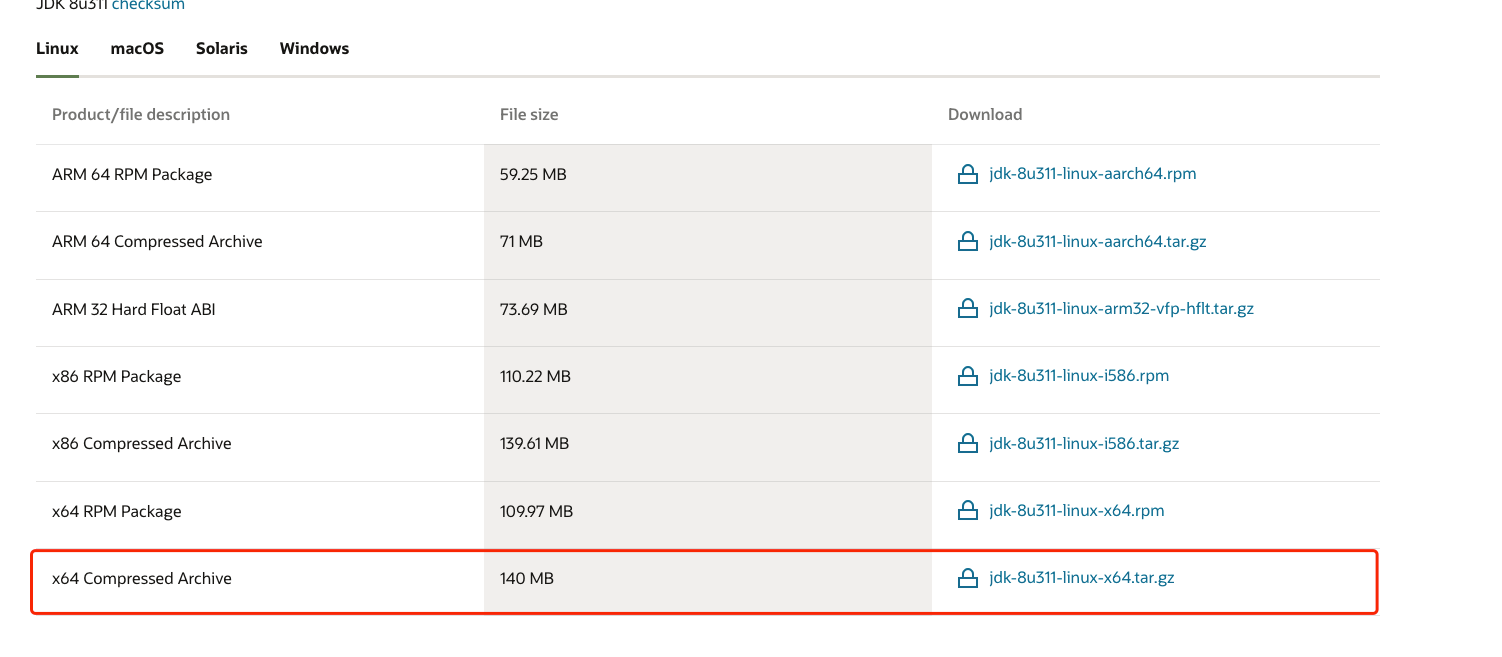 JDK 8u311 checksum
Linux macOS Solaris Windows
Product/file description File size Download
ARM 64 RPM Package 59.25 MB jdk-8u311-linux-aarch64.rpm
ARM 64 Compressed Archive 71 MB jdk-8u311-linux-aarch64.tar.gz
ARM 32 Hard Float ABI 73.69 MB jdk-8u311-linux-arm32-vfp-hflt.tar.gz
x86 RPM Package 110.22 MB jdk-8u311-linux-i586.rpm
x86 Compressed Archive 139.61 MB jdk-8u311-linux-i586.tar.gz
x64 RPM Package 109.97 MB jdk-8u311-linux-x64.rpm
x64 Compressed Archive 140 MB jdk-8u311-linux-x64.tar.gz